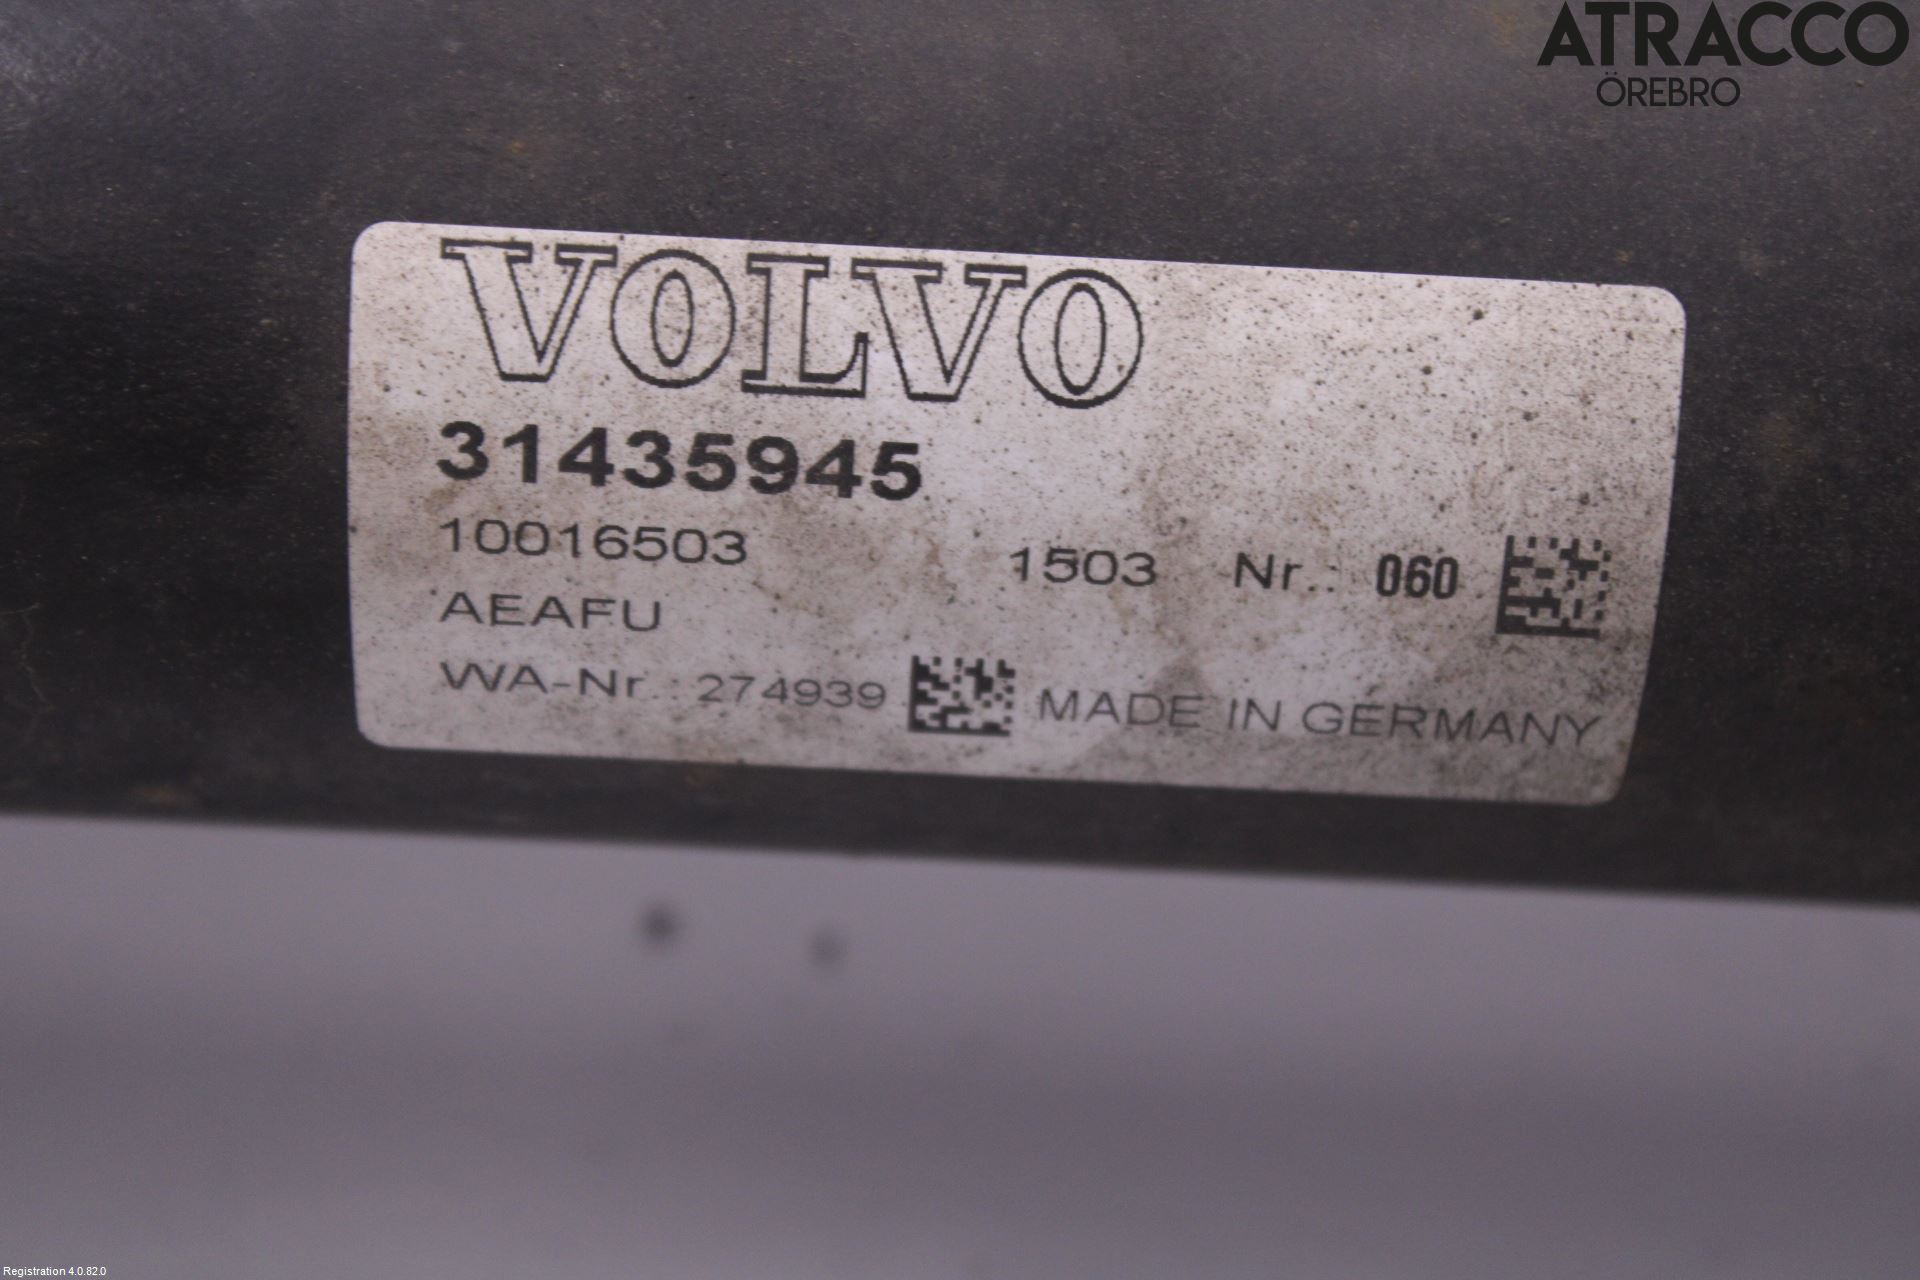 ATRACCO
ÖREBRO
VOLVO
31435945
10016503 1503 Nr.: 060
AEAFU
WA-Nr.: 274939 MADE IN GERMANY
Registration 4.0.82.0